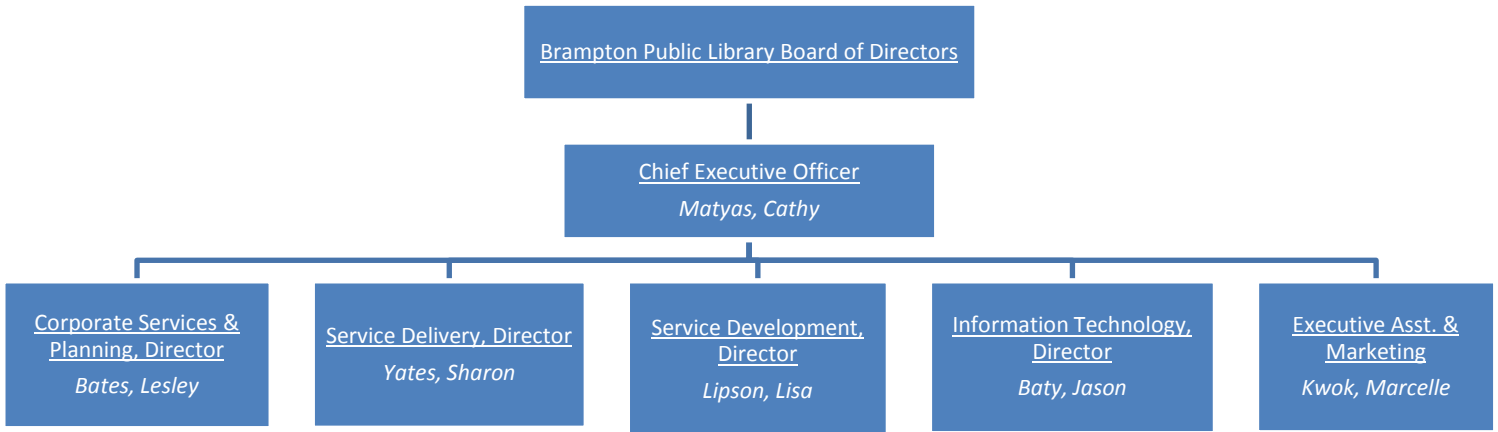 Brampton Public Library Board of Directors
Chief Executive Officer
Matyas, Cathy
Corporate Services &
Planning, Director
Bates, Lesley
Service Delivery, Director
Yates, Sharon
Service Development,
Director
Lipson, Lisa
Information Technology,
Director
Baty, Jason
Executive Asst. &
Marketing
Kwok, Marcelle